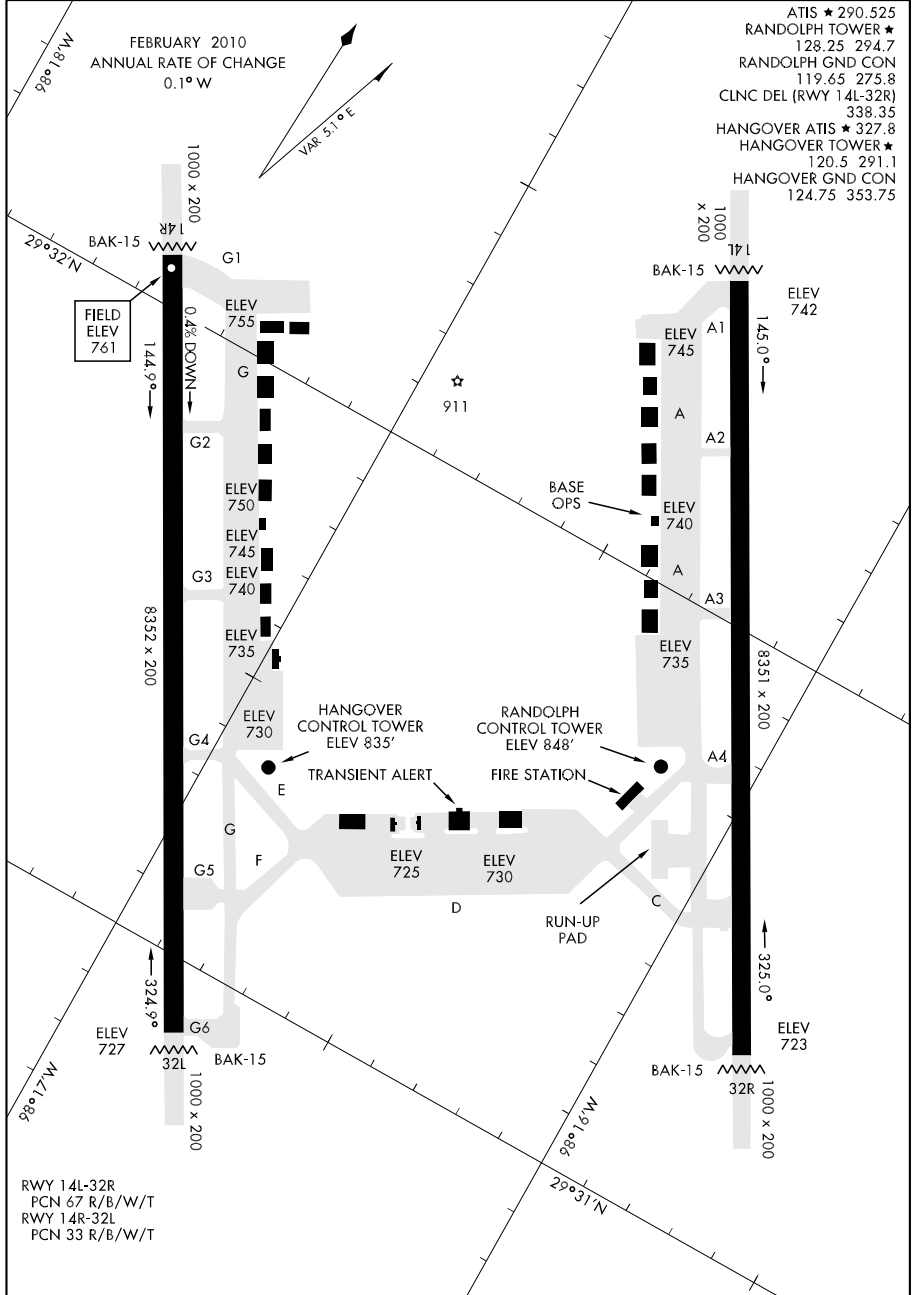 ATIS ★ 290.525
RANDOLPH TOWER ★
128.25 294.7
RANDOLPH GND CON
119.65 275.8
CLNC DEL (RWY 14L-32R)
338.35
HANGOVER ATIS ★ 327.8
HANGOVER TOWER ★
120.5 291.1
HANGOVER GND CON
124.75 353.75
FEBRUARY 2010
ANNUAL RATE OF CHANGE
0.1° W
VAR 5.1° E
98°18'W
29°32'N
1000 x 200
14R
BAK-15
G1
FIELD
ELEV
761
0.4% DOWN
144.9°
ELEV
755
G
G2
ELEV
750
ELEV
745
G3
ELEV
740
8352 x 200
ELEV
735
ELEV
730
G4
HANGOVER
CONTROL TOWER
ELEV 835'
E
TRANSIENT ALERT
G
F
G5
ELEV
725
ELEV
730
D
324.9°
G6
ELEV
727
32L
BAK-15
1000 x 200
98°17'W
911
1000
x 200
14L
BAK-15
ELEV
742
A1
ELEV
745
145.0°
A
A2
BASE
OPS
ELEV
740
A
A3
ELEV
735
8351 x 200
RANDOLPH
CONTROL TOWER
ELEV 848'
A4
FIRE STATION
C
RUN-UP
PAD
325.0°
ELEV
723
BAK-15
32R
1000 x 200
98°16'W
29°31'N
RWY 14L-32R
PCN 67 R/B/W/T
RWY 14R-32L
PCN 33 R/B/W/T